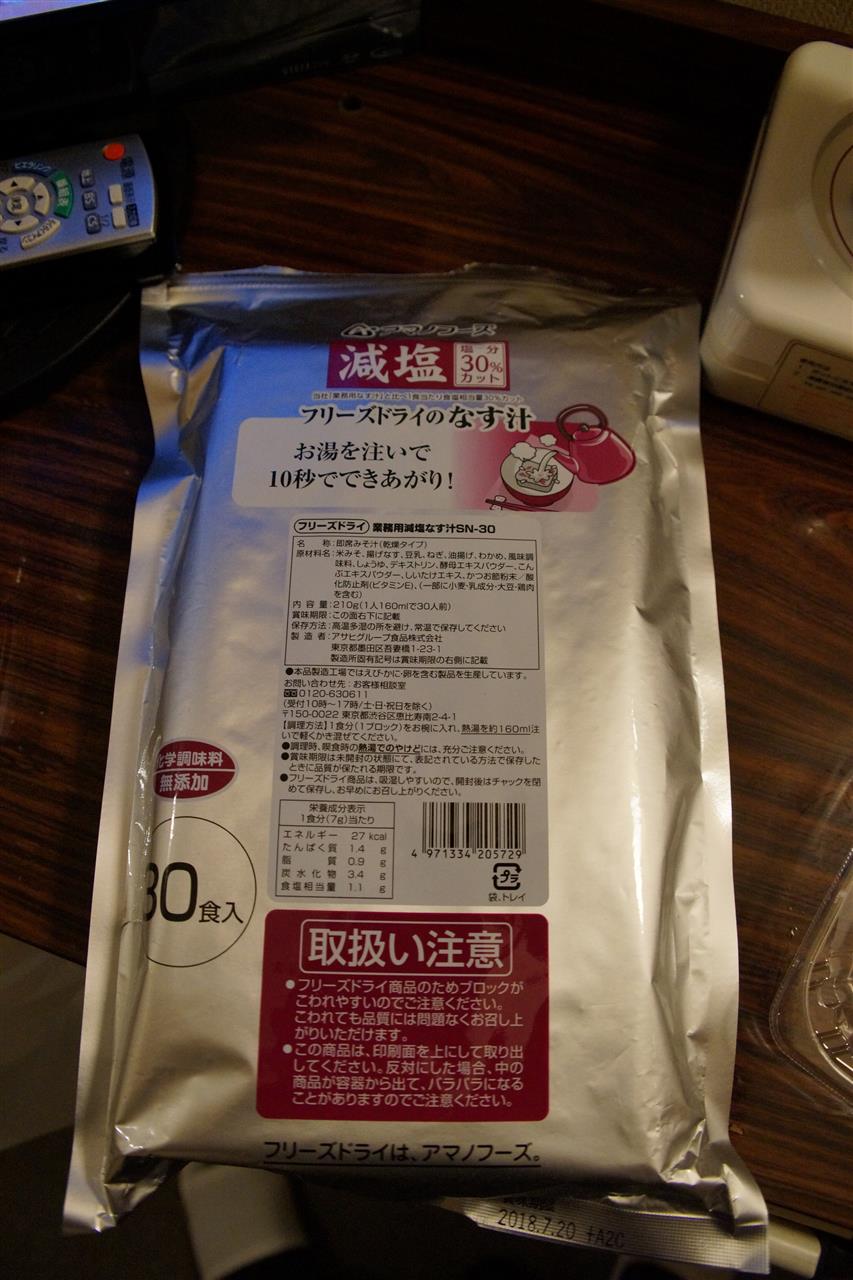 アマノフーズ
減塩
塩分
30%
カット
当社「業務用なす汁」と比べ1食当たり食塩相当量30%カット
フリーズドライのなす汁
お湯を注いで
10秒でできあがり!
フリーズドライ 業務用減塩なす汁SN-30
名 称:即席みそ汁(乾燥タイプ)
原材料名:米みそ、揚げなす、豆乳、ねぎ、油揚げ、わかめ、風味調
味料、しょうゆ、デキストリン、酵母エキスパウダー、こん
ぶエキスパウダー、しいたけエキス、かつお節粉末/酸
化防止剤(ビタミンE)、(一部に小麦・乳成分・大豆・鶏肉
を含む)
内容量:210g(1人160mlで30人前)
賞味期限:この面右下に記載
保存方法:高温多湿の所を避け、常温で保存してください
製造者:アサヒグループ食品株式会社
東京都墨田区吾妻橋1-23-1
製造所固有記号は賞味期限の右側に記載
●本品製造工場ではえび・かに・卵を含む製品を生産しています。
お問い合わせ先:お客様相談室
0120-630611
(受付10時〜17時/土・日・祝日を除く)
〒150-0022 東京都渋谷区恵比寿南2-4-1
【調理方法】1食分(1ブロック)をお椀に入れ、熱湯を約160ml注
いで軽くかき混ぜてください。
●調理時、喫食時の熱湯でのやけどには、充分ご注意ください。
●賞味期限は未開封の状態にて、表記されている方法で保存した
ときに品質が保たれる期限です。
●フリーズドライ商品は、吸湿しやすいので、開封後はチャックを閉
めて保存し、お早めにお召し上がりください。
化学調味料
無添加
30食入
栄養成分表示
1食分(7g)当たり
エネルギー 27 kcal
たんぱく質 1.4 g
脂質 0.9 g
炭水化物 3.4 g
食塩相当量 1.1 g
4 971334 205729
プラ
袋、トレイ
取扱い注意
●フリーズドライ商品のためブロックが
こわれやすいのでご注意ください。
こわれても品質には問題なくお召し上
がりいただけます。
●この商品は、印刷面を上にして取り出
してください。反対にした場合、中の
商品が容器から出て、バラバラになる
ことがありますのでご注意ください。
フリーズドライは、アマノフーズ。
2018.7.20 +A2C